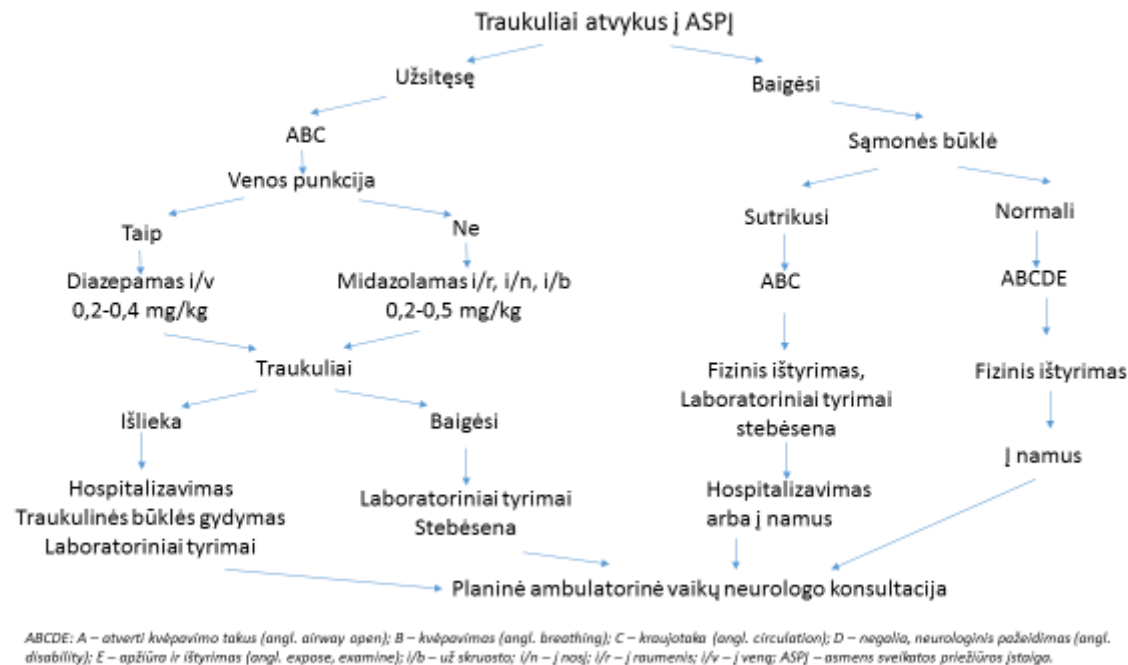 Traukuliai atvykus į ASPĮ
Užsitęsę
Baigėsi
ABC
Sąmonės būklė
Venos punkcija
Sutrikusi
Normali
Taip
Ne
Diazepamas i/v
0,2-0,4 mg/kg
Midazolamas i/r, i/n, i/b
0,2-0,5 mg/kg
ABC
ABCDE
Traukuliai
Fizinis ištyrimas,
Laboratoriniai tyrimai
stebėsena
Fizinis ištyrimas
Išlieka
Baigėsi
Į namus
Hospitalizavimas
Traukulinės būklės gydymas
Laboratoriniai tyrimai
Laboratoriniai tyrimai
Stebėsena
Hospitalizavimas
arba į namus
Planinė ambulatorinė vaikų neurologo konsultacija
ABCDE: A – atverti kvėpavimo takus (angl. airway open); B – kvėpavimas (angl. breathing); C – kraujotaka (angl. circulation); D – negalia, neurologinis pažeidimas (angl.
disability); E – apžiūra ir ištyrimas (angl. expose, examine); i/b – už skruosto; i/n – į nosį; i/r – į raumenis; i/v – į veną; ASPĮ – asmens sveikatos priežiūros įstaiga.